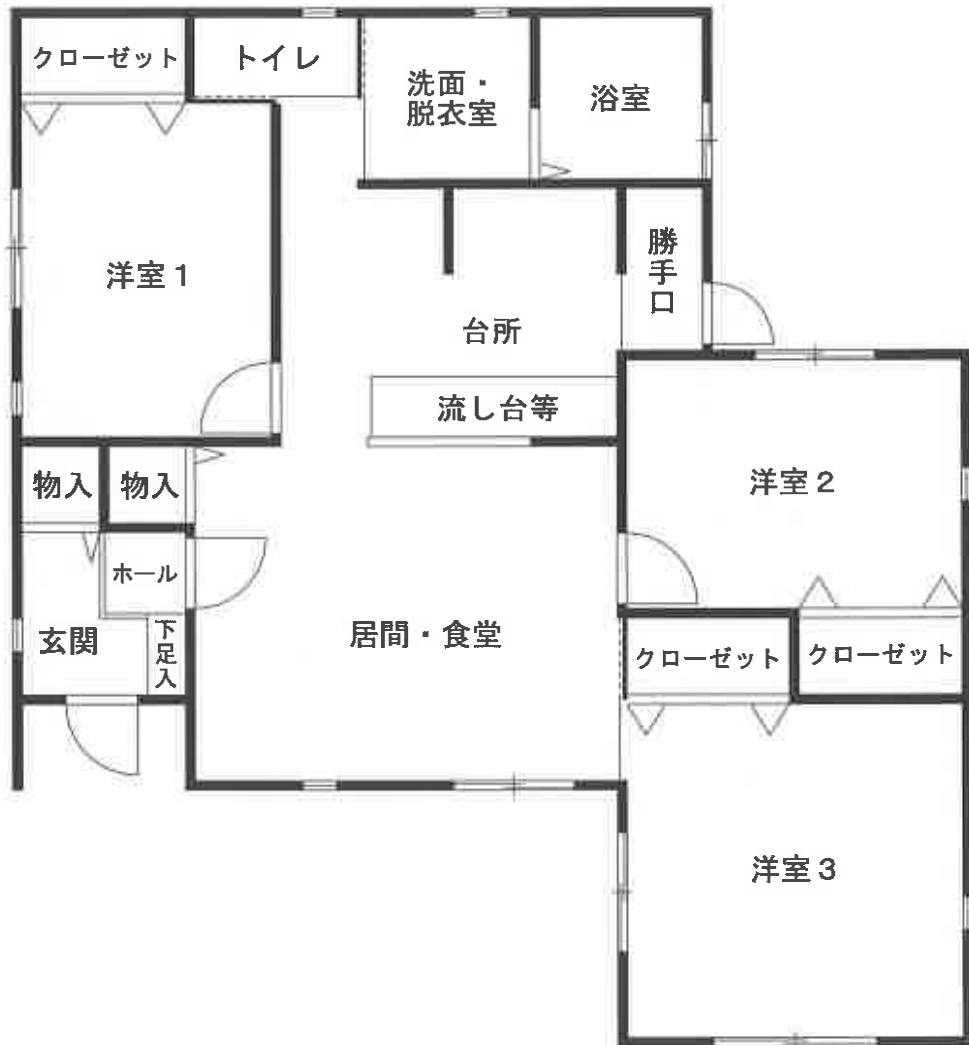 クローゼット
トイレ
洗面・
脱衣室
浴室
洋室1
勝手口
台所
流し台等
物入
物入
洋室2
ホール
玄関
下足入
居間・食堂
クローゼット
クローゼット
洋室3